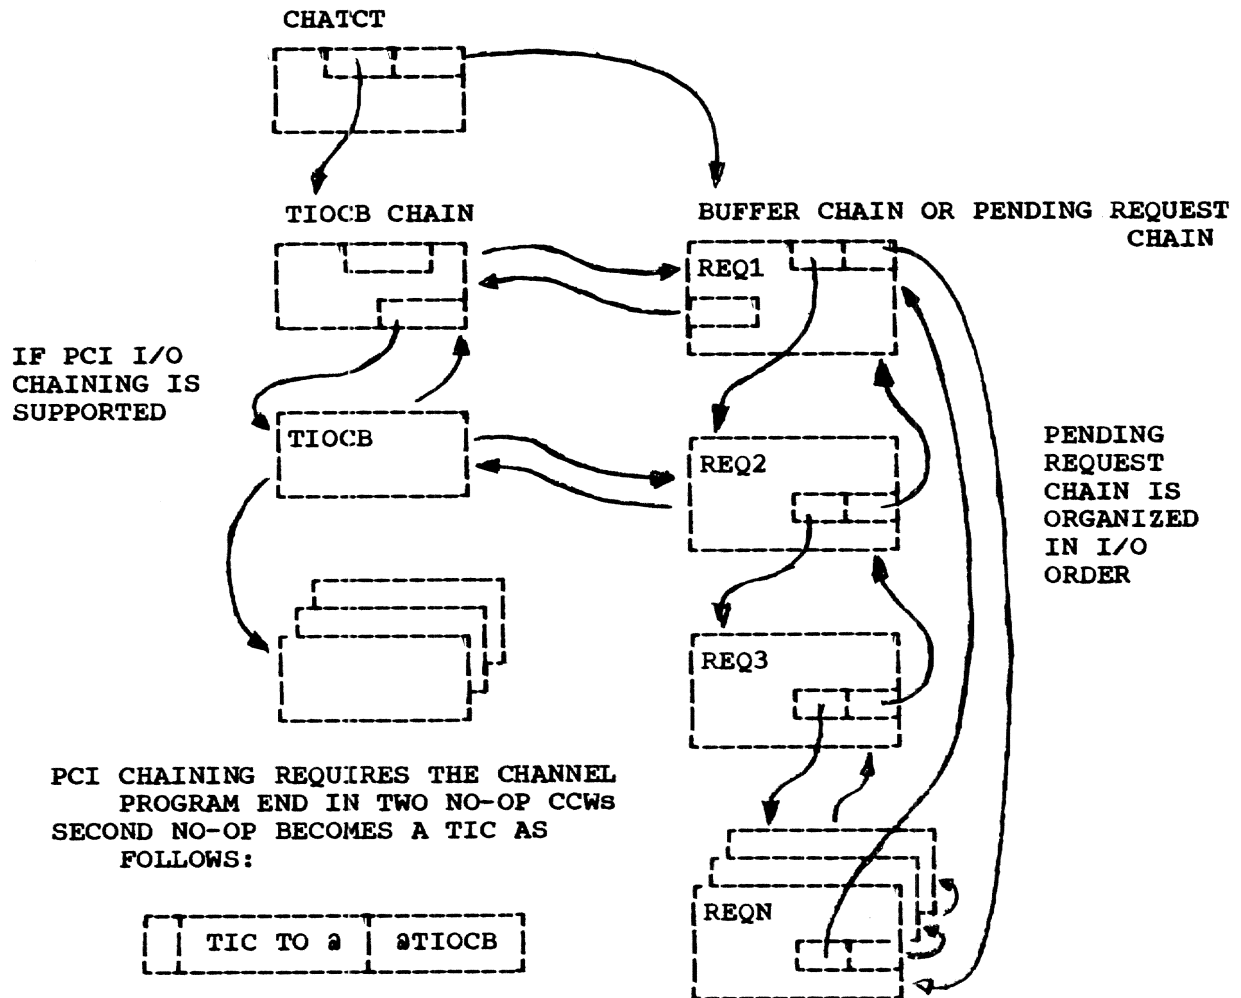 CHATCT
TIOCB CHAIN
BUFFER CHAIN OR PENDING REQUEST
CHAIN
REQ1
IF PCI I/O
CHAINING IS
SUPPORTED
TIOCB
REQ2
PENDING
REQUEST
CHAIN IS
ORGANIZED
IN I/O
ORDER
REQ3
PCI CHAINING REQUIRES THE CHANNEL
PROGRAM END IN TWO NO-OP CCWs
SECOND NO-OP BECOMES A TIC AS
FOLLOWS:
REQN
TIC TO a
aTIOCB